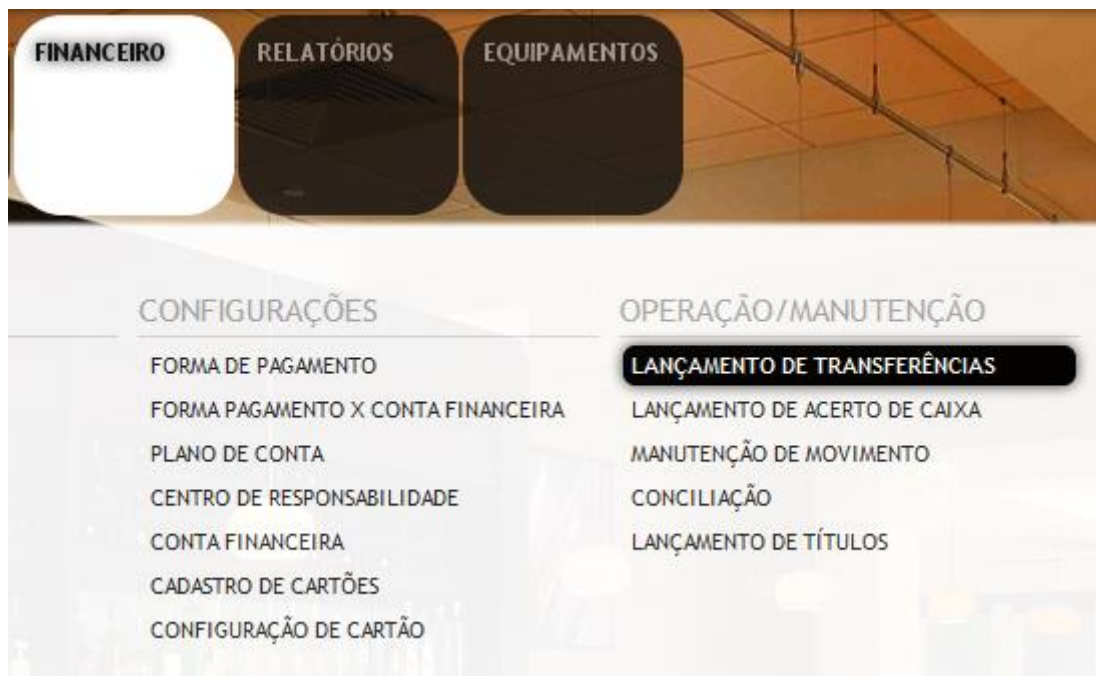 FINANCEIRO
RELATÓRIOS
EQUIPAMENTOS
CONFIGURAÇÕES
FORMA DE PAGAMENTO
FORMA PAGAMENTO X CONTA FINANCEIRA
PLANO DE CONTA
CENTRO DE RESPONSABILIDADE
CONTA FINANCEIRA
CADASTRO DE CARTÕES
CONFIGURAÇÃO DE CARTÃO
OPERAÇÃO/MANUTENÇÃO
LANÇAMENTO DE TRANSFERÊNCIAS
LANÇAMENTO DE ACERTO DE CAIXA
MANUTENÇÃO DE MOVIMENTO
CONCILIAÇÃO
LANÇAMENTO DE TÍTULOS